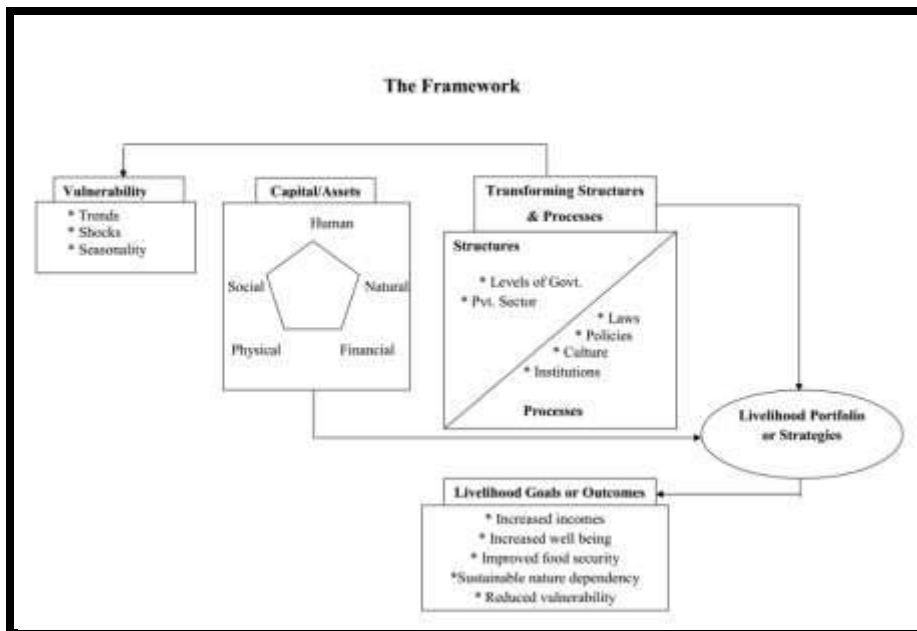 The Framework
Vulnerability
* Trends
* Shocks
* Seasonality
Capital/Assets
Human
Social
Natural
Physical
Financial
Transforming Structures
& Processes
Structures
* Levels of Govt.
* Pvt. Sector
* Laws
* Policies
* Culture
* Institutions
Processes
Livelihood Portfolio
or Strategies
Livelihood Goals or Outcomes
* Increased incomes
* Increased well being
* Improved food security
*Sustainable nature dependency
* Reduced vulnerability